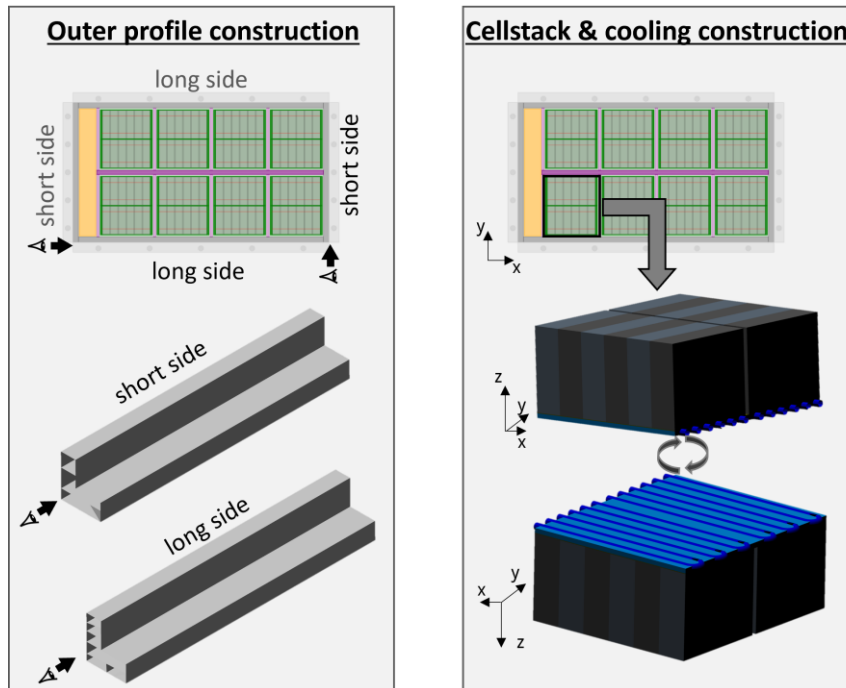 Outer profile construction
long side
short side
short side
long side
short side
long side
Cellstack & cooling construction
y
x
z
y
x
x
y
z